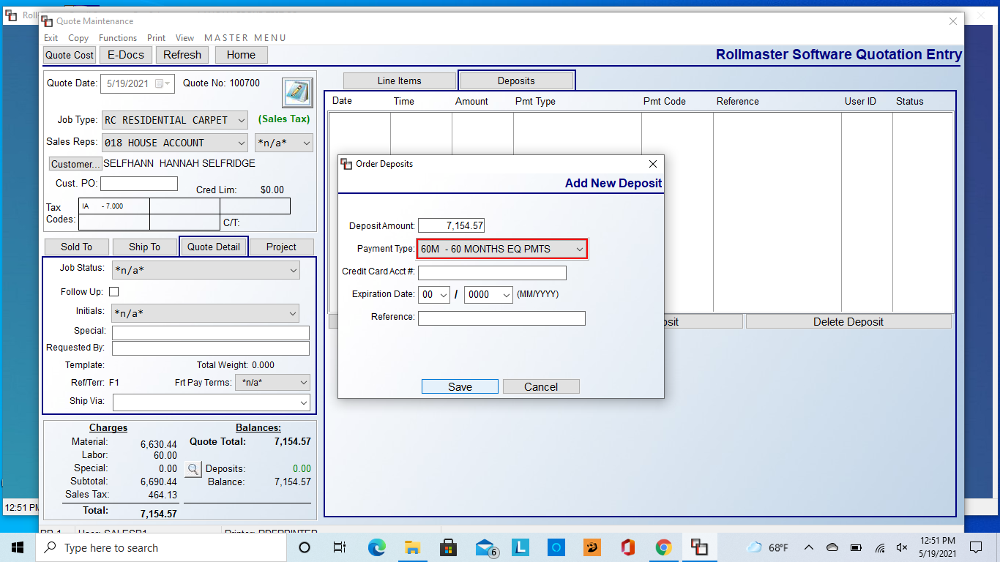 Roll
Quote Maintenance
Exit Copy Functions Print View MASTER MENU
Quote Cost E-Docs Refresh Home
Rollmaster Software Quotation Entry
Quote Date: 5/19/2021 Quote No: 100700
Job Type: RC RESIDENTIAL CARPET (Sales Tax)
Sales Reps: 018 HOUSE ACCOUNT *n/a*
Customer... SELFHANN HANNAH SELFRIDGE
Cust. PO:
Cred Lim: $0.00
Tax Codes: IA - 7.000
C/T:
Sold To Ship To Quote Detail Project
Job Status: *n/a*
Follow Up:
Initials: *n/a*
Special:
Requested By:
Template: Total Weight: 0.000
Ref/Terr: F1 Frt Pay Terms: *n/a*
Ship Via:
Charges Balances:
Material: 6,630.44 Quote Total: 7,154.57
Labor: 60.00
Special: 0.00 Deposits: 0.00
Subtotal: 6,690.44 Balance: 7,154.57
Sales Tax: 464.13
Total: 7,154.57
Line Items Deposits
Date Time Amount Pmt Type Pmt Code Reference User ID Status
Order Deposits
Add New Deposit
Deposit Amount: 7,154.57
Payment Type: 60M - 60 MONTHS EQ PMTS
Credit Card Acct #:
Expiration Date: 00 / 0000 (MM/YYYY)
Reference:
Save Cancel
Delete Deposit
12:51 PM
Type here to search
6
L
68°F
12:51 PM
5/19/2021